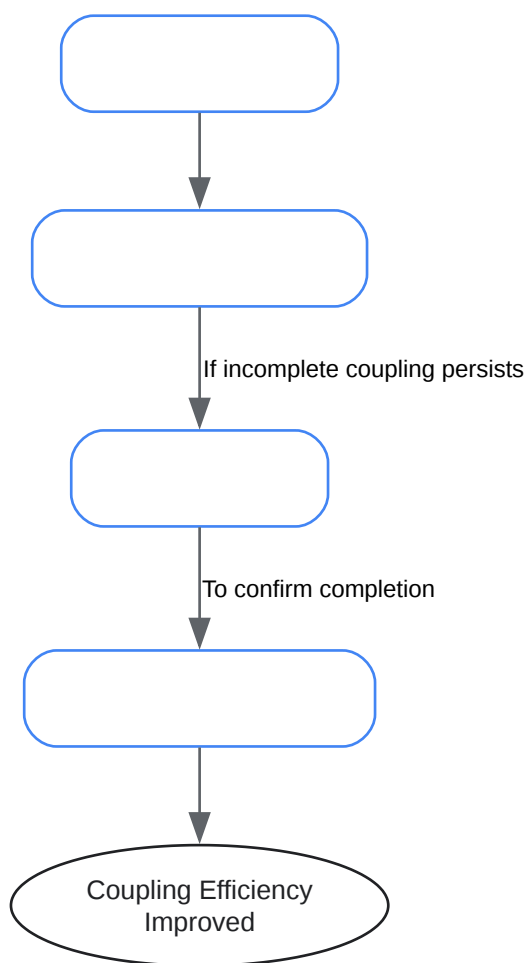 If incomplete coupling persists
To confirm completion
Coupling Efficiency
Improved